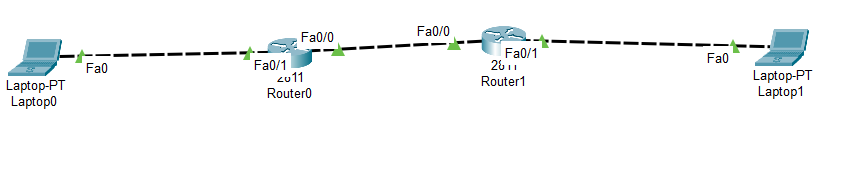 Laptop-PT
Laptop0
Fa0
Fa0/1
Fa0/0
2811
Router0
Fa0/0
Fa0/1
2811
Router1
Fa0
Laptop-PT
Laptop1